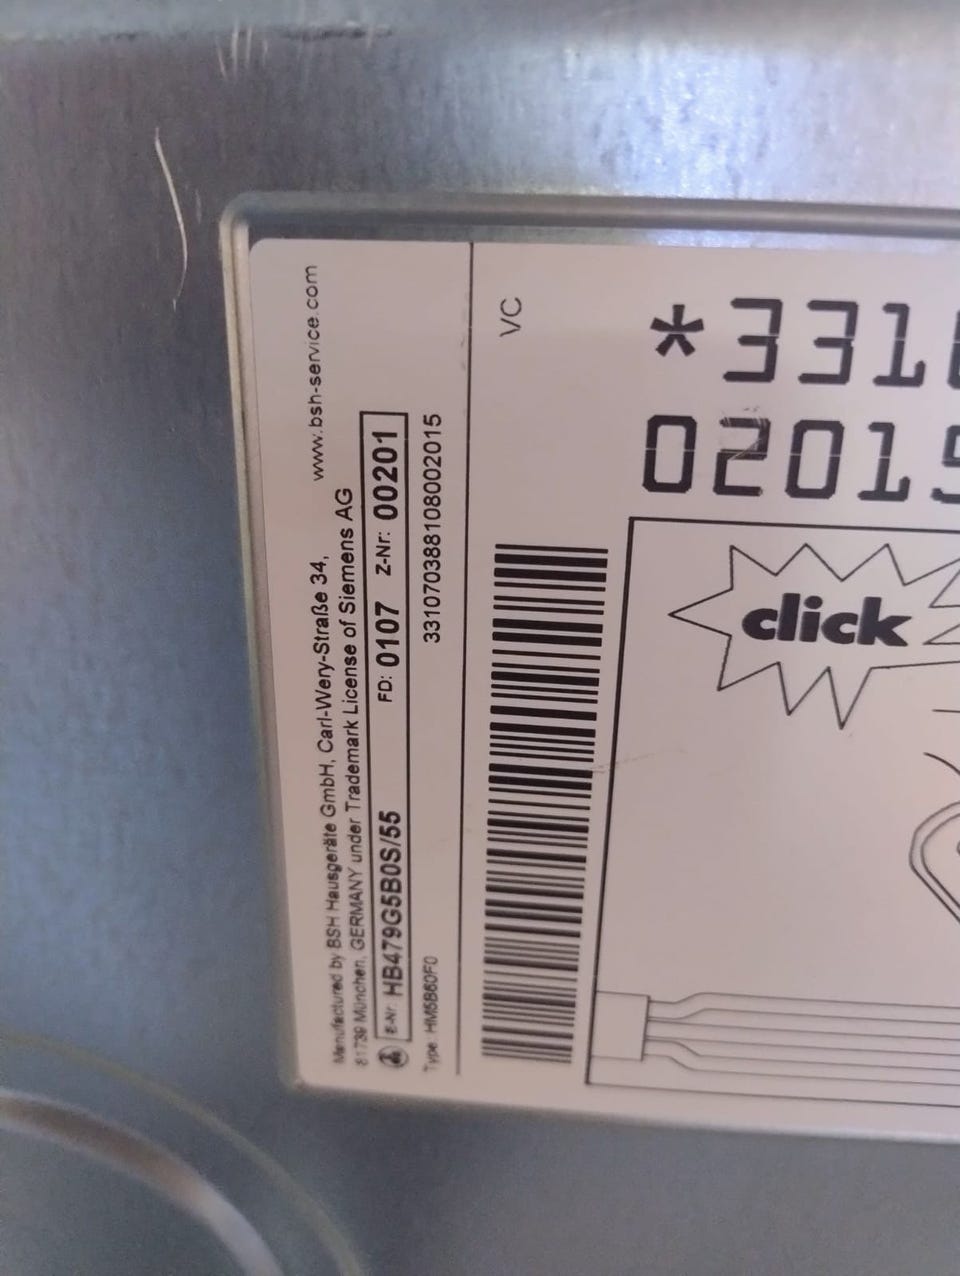 Manufactured by BSH Hausgeräte GmbH, Carl-Wery-Straße 34,
81739 München, GERMANY under Trademark License of Siemens AG
www.bsh-service.com
E-Nr: HB479G5B0S/55 FD: 0107 Z-Nr: 00201
Type: HM5B60F0 331070388108002015
VC
*331
02015
click